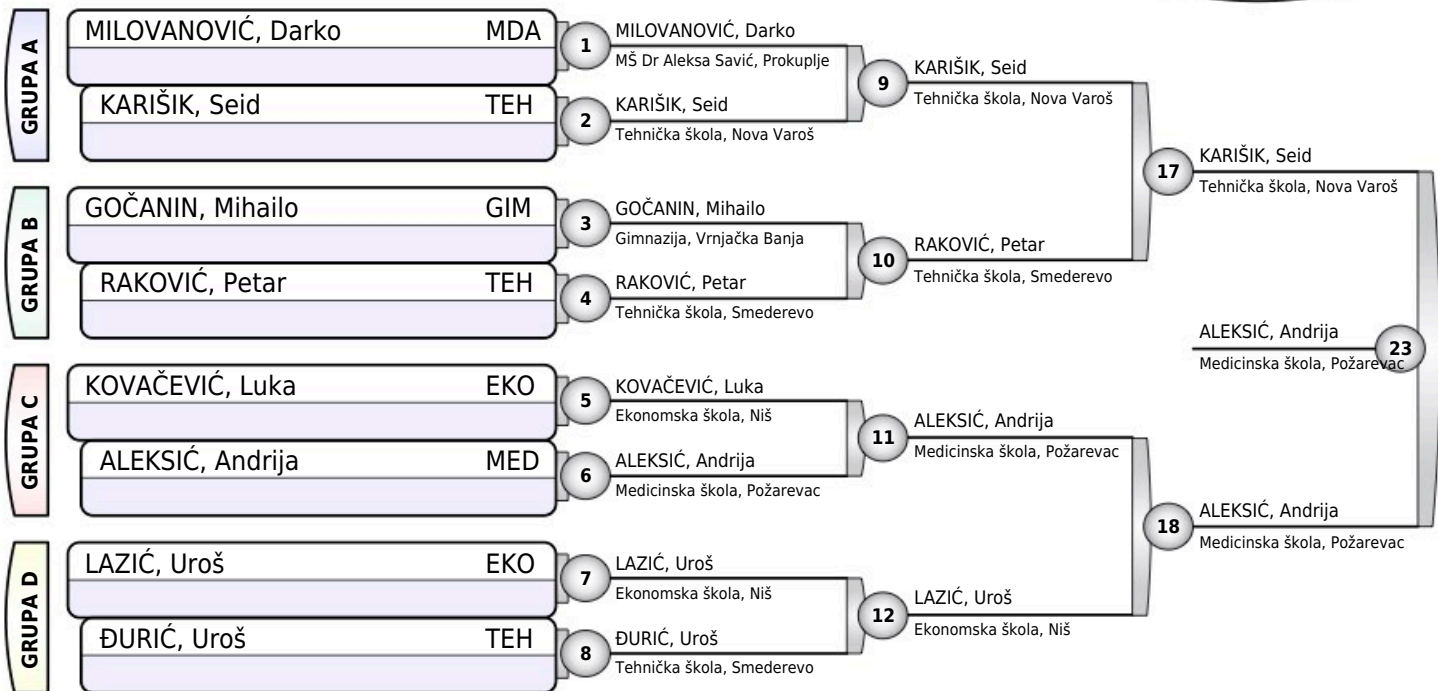 GRUPA A
MILOVANOVIĆ, Darko MDA
KARIŠIK, Seid TEH
GRUPA B
GOČANIN, Mihailo GIM
RAKOVIĆ, Petar TEH
GRUPA C
KOVAČEVIĆ, Luka EKO
ALEKSIĆ, Andrija MED
GRUPA D
LAZIĆ, Uroš EKO
ĐURIĆ, Uroš TEH
1
MILOVANOVIĆ, Darko
MŠ Dr Aleksa Savić, Prokuplje
2
KARIŠIK, Seid
Tehnička škola, Nova Varoš
3
GOČANIN, Mihailo
Gimnazija, Vrnjačka Banja
4
RAKOVIĆ, Petar
Tehnička škola, Smederevo
5
KOVAČEVIĆ, Luka
Ekonomska škola, Niš
6
ALEKSIĆ, Andrija
Medicinska škola, Požarevac
7
LAZIĆ, Uroš
Ekonomska škola, Niš
8
ĐURIĆ, Uroš
Tehnička škola, Smederevo
9
KARIŠIK, Seid
Tehnička škola, Nova Varoš
10
RAKOVIĆ, Petar
Tehnička škola, Smederevo
11
ALEKSIĆ, Andrija
Medicinska škola, Požarevac
12
LAZIĆ, Uroš
Ekonomska škola, Niš
17
KARIŠIK, Seid
Tehnička škola, Nova Varoš
18
ALEKSIĆ, Andrija
Medicinska škola, Požarevac
ALEKSIĆ, Andrija
Medicinska škola, Požarevac
23